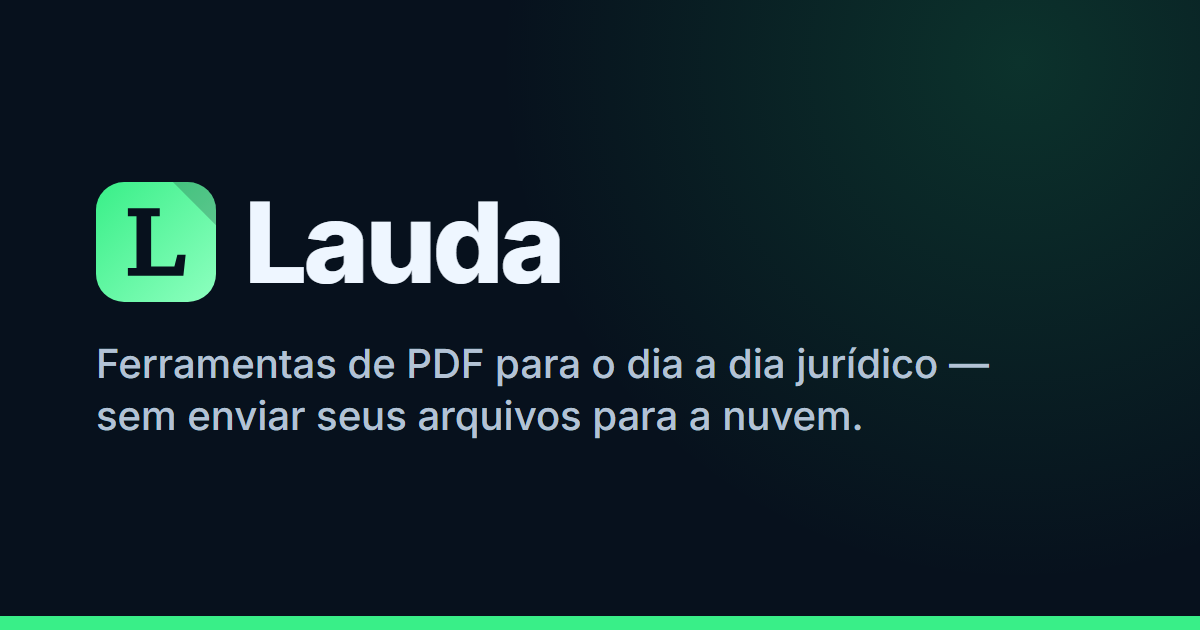 L Lauda
Ferramentas de PDF para o dia a dia jurídico —
sem enviar seus arquivos para a nuvem.